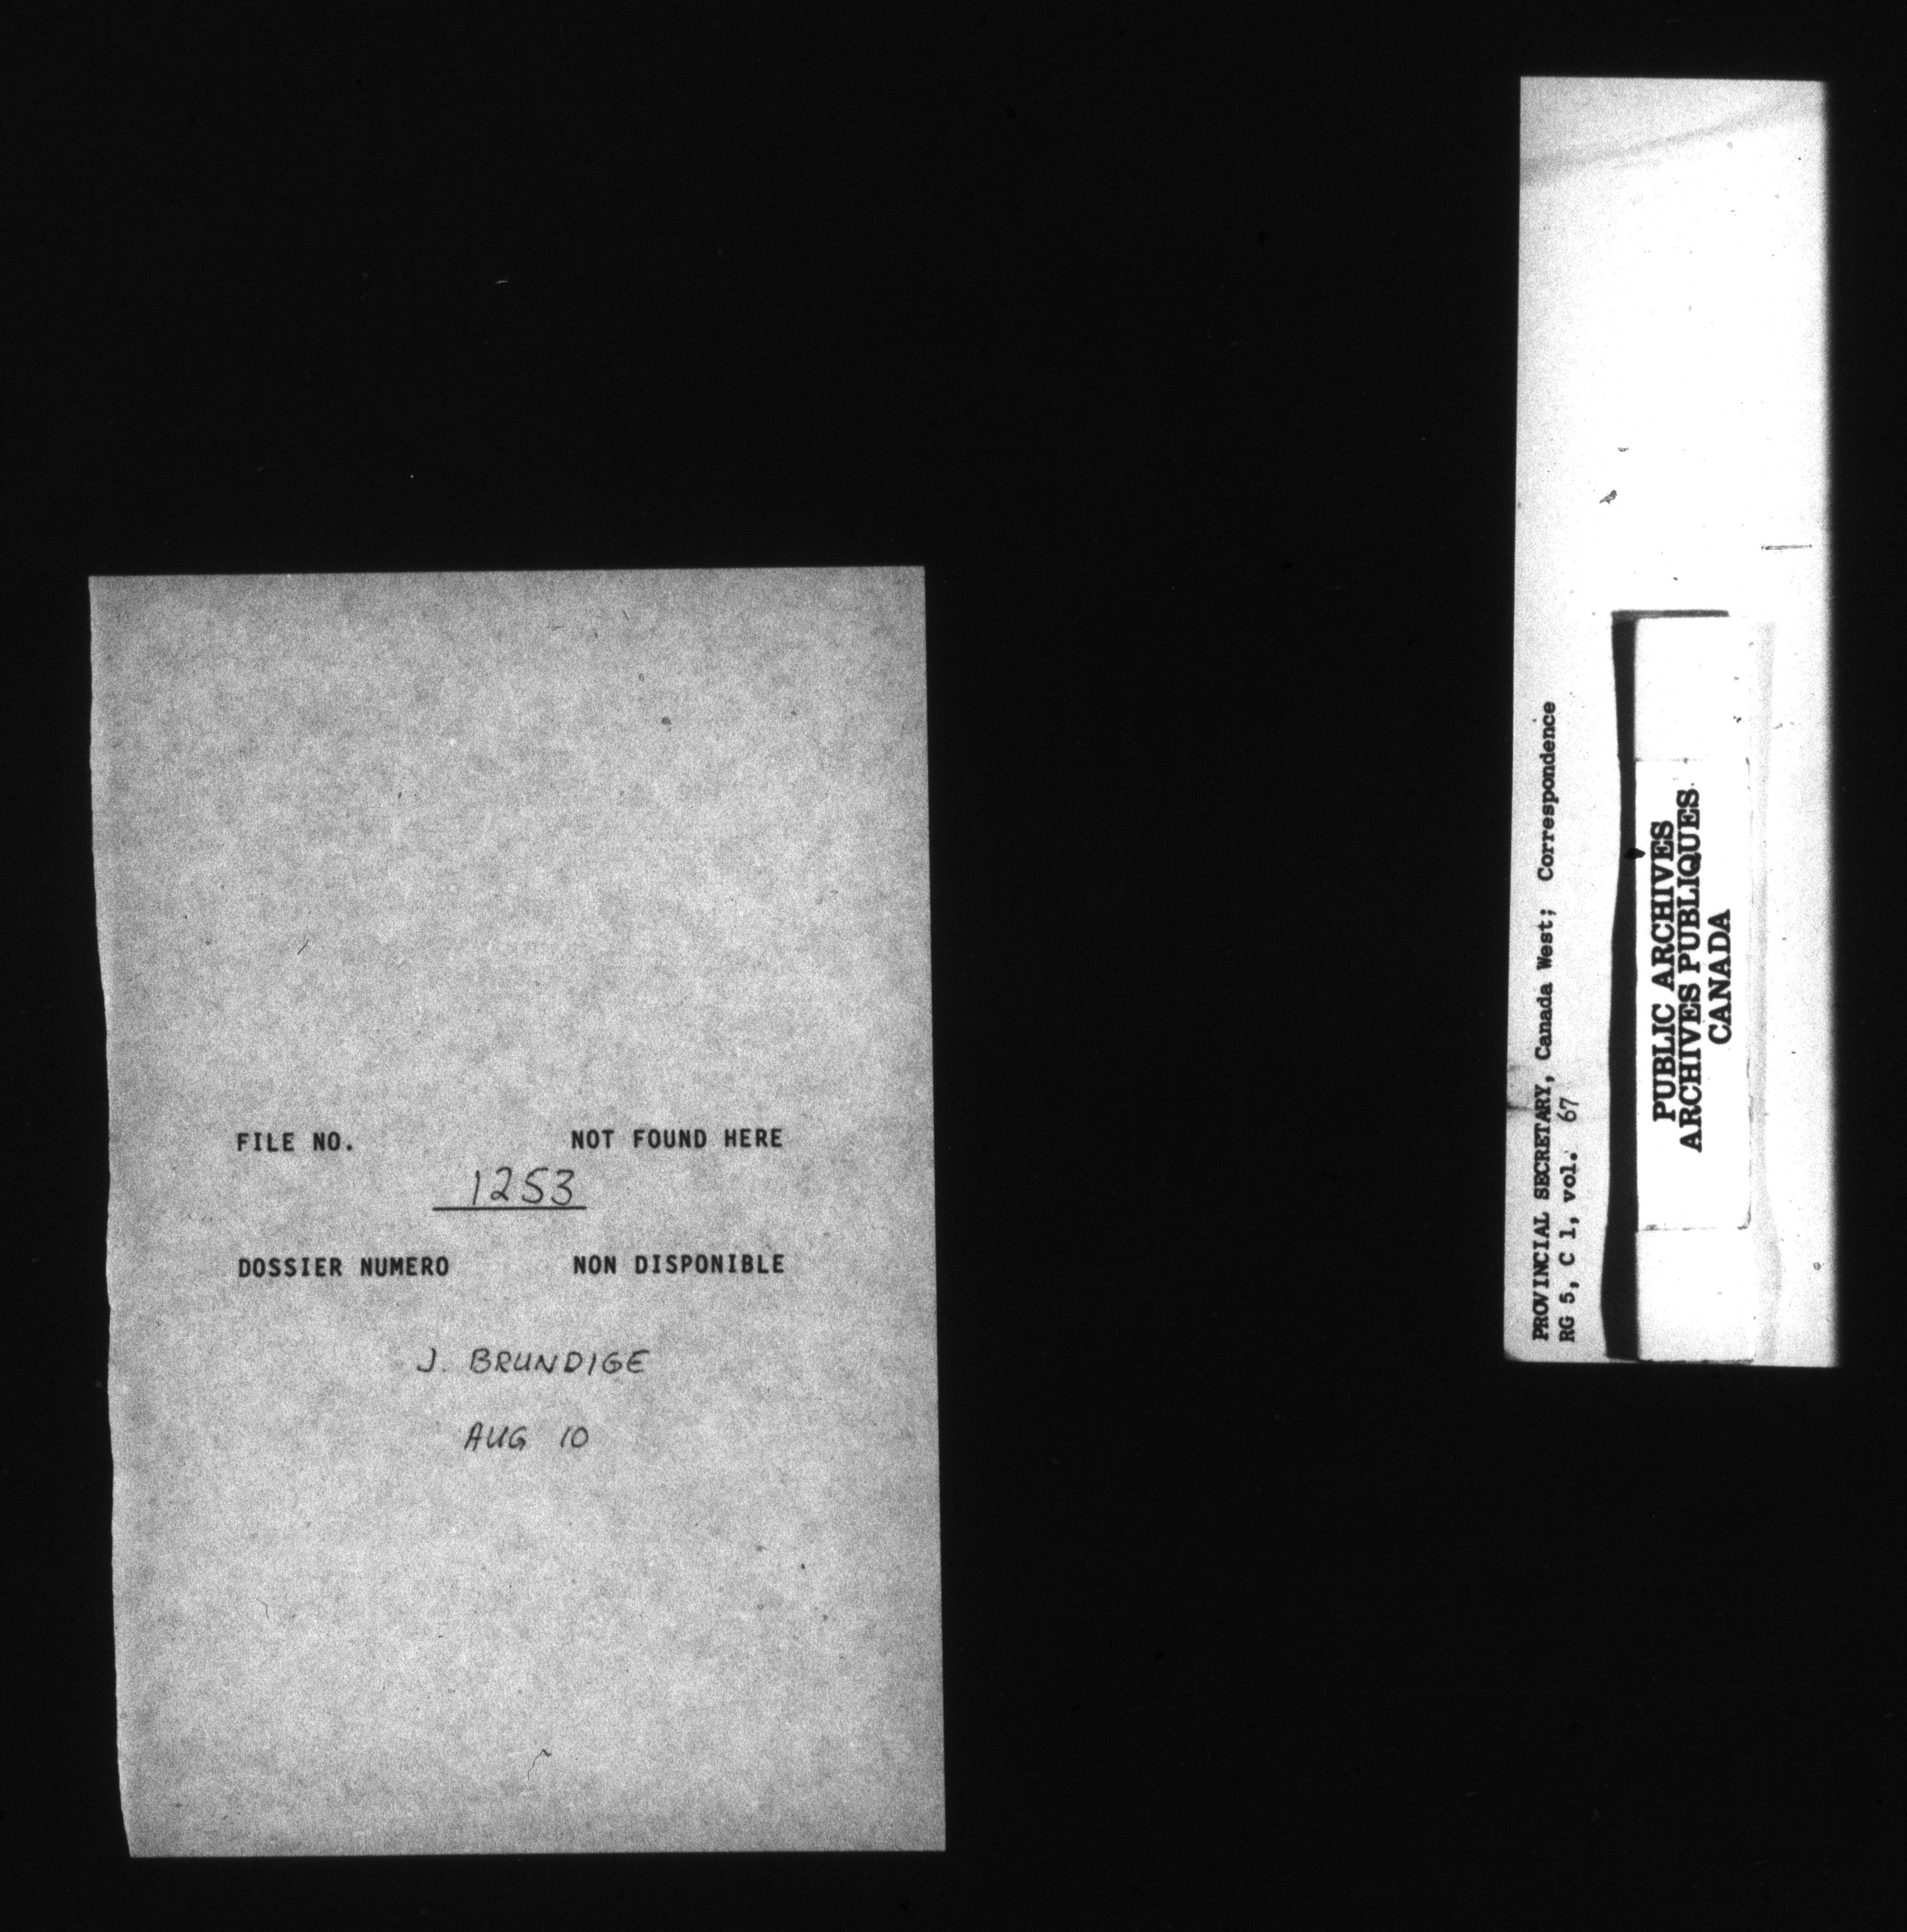 FILE NO. NOT FOUND HERE
1253
DOSSIER NUMERO NON DISPONIBLE
J. BRUNDIGE
AUG 10
PROVINCIAL SECRETARY, Canada West; Correspondence
RG 5, C 1, vol. 67
PUBLIC ARCHIVES
ARCHIVES PUBLIQUES
CANADA